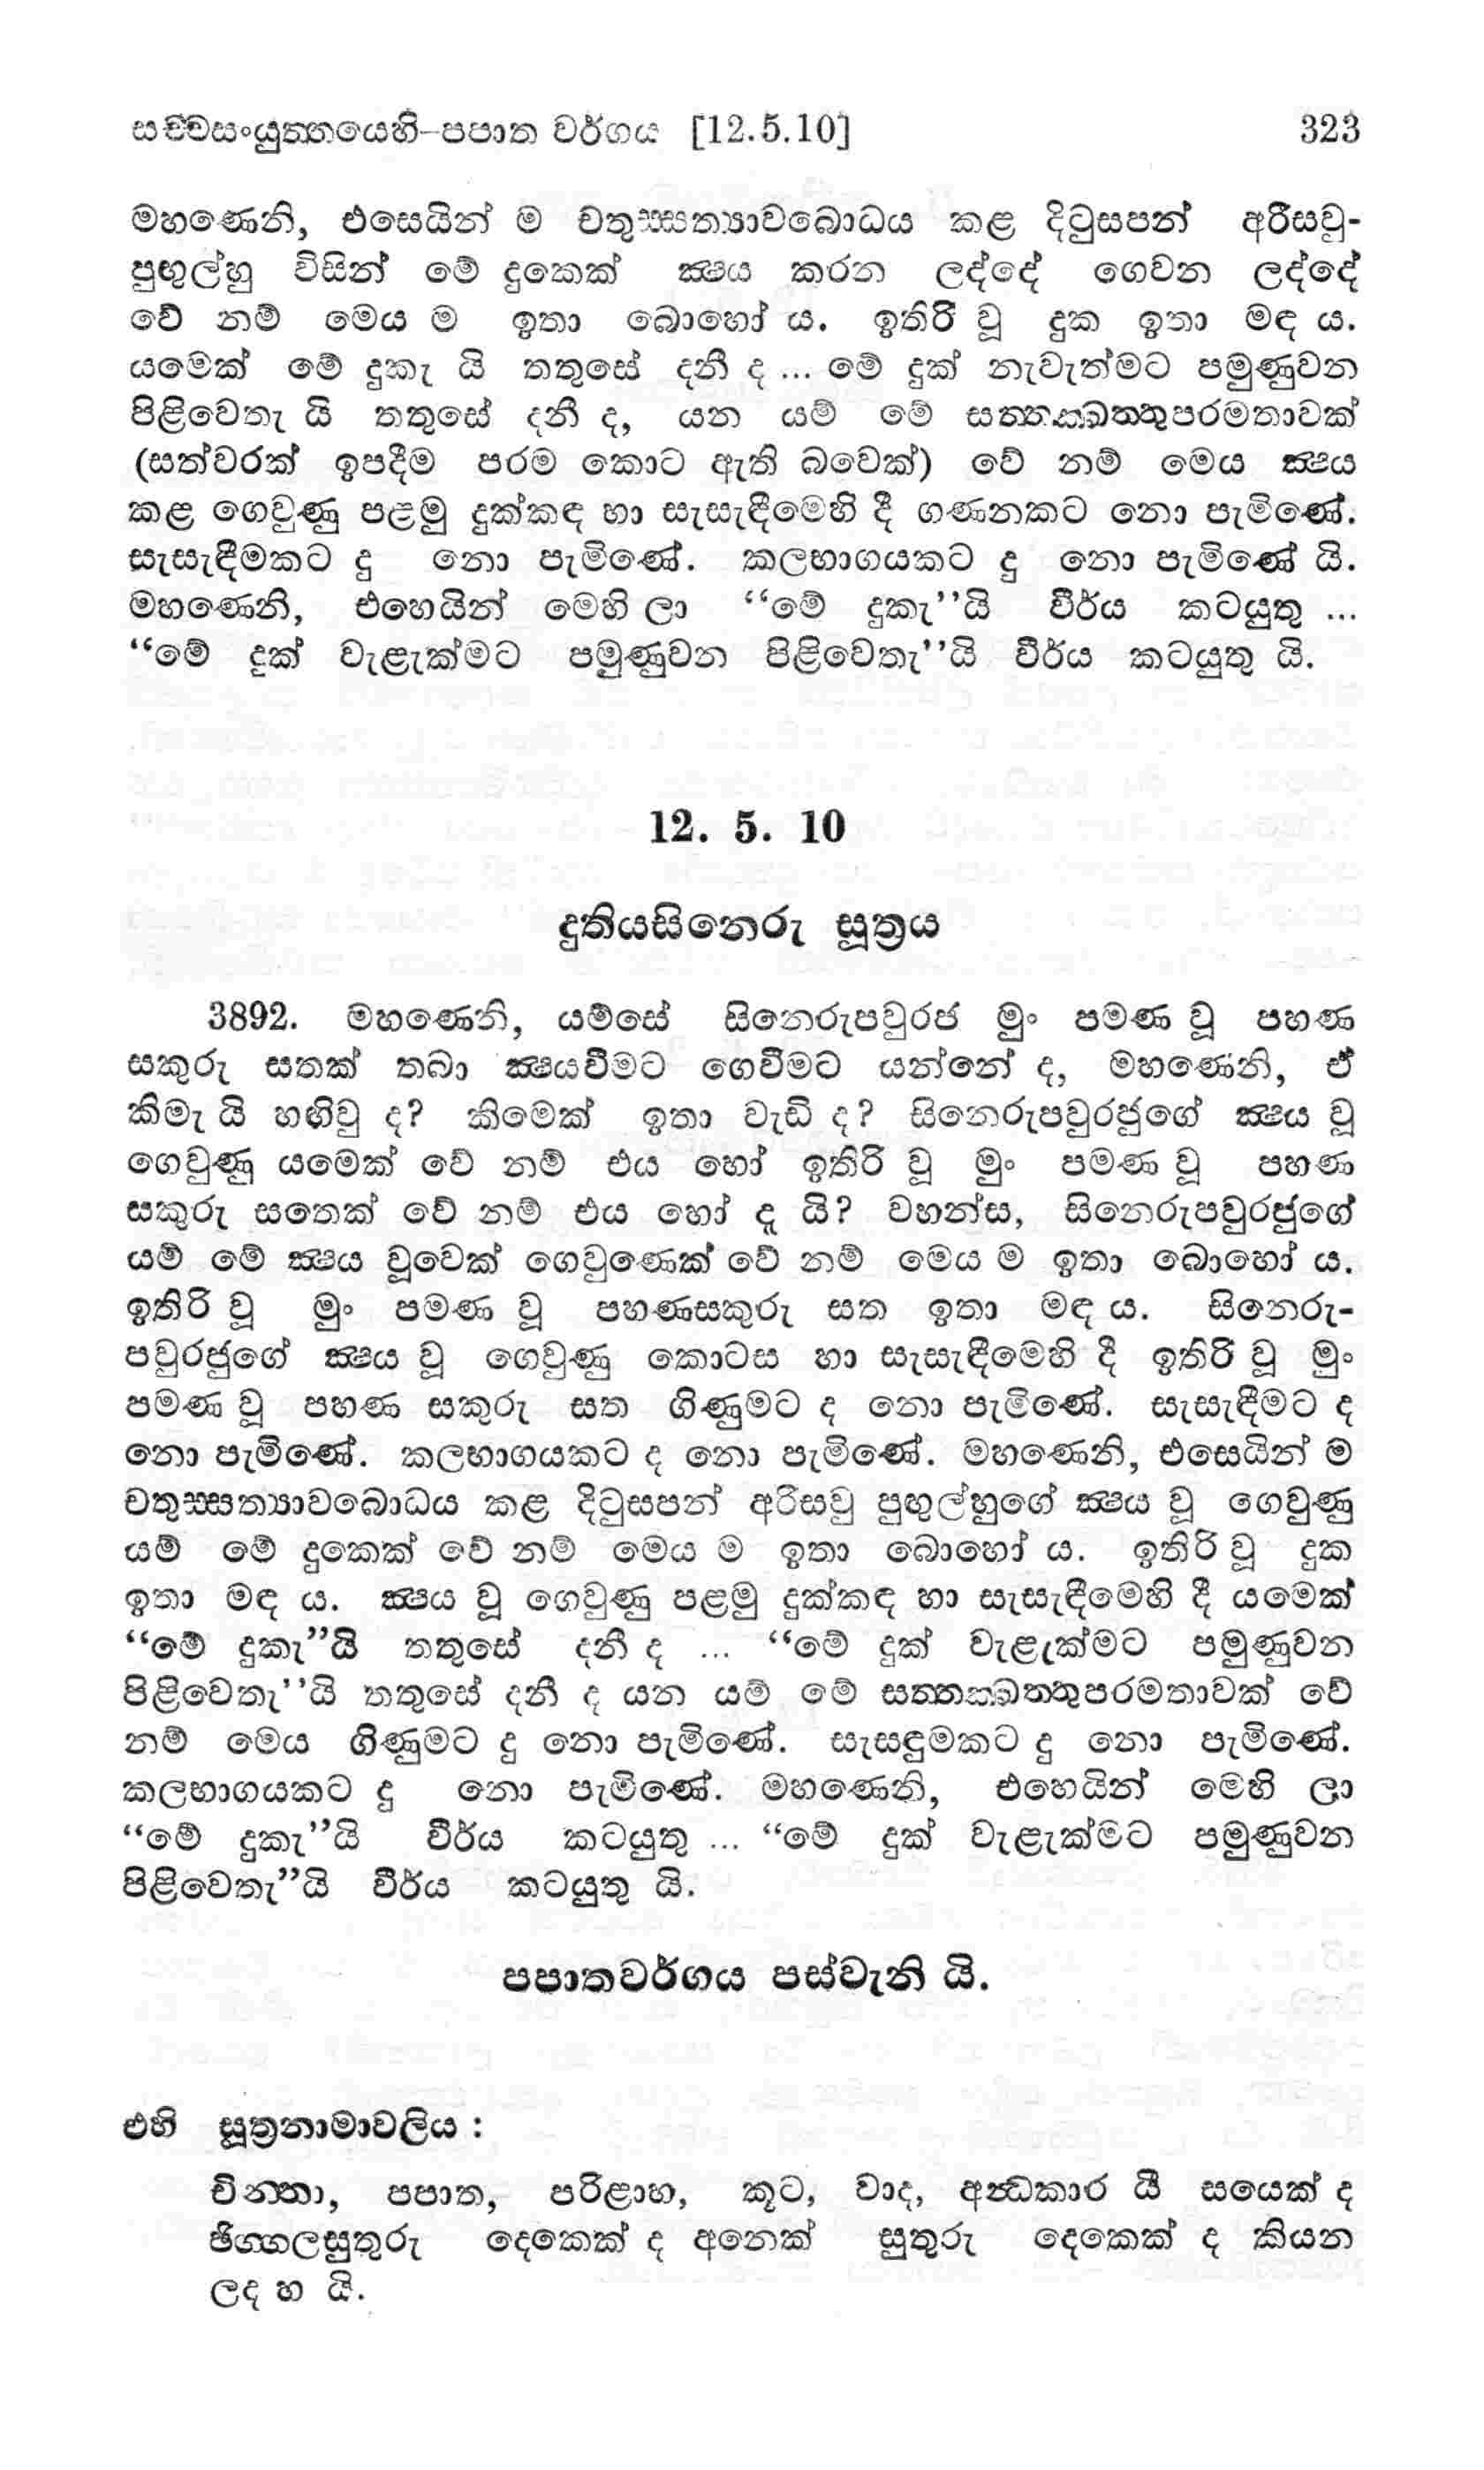 සච්චසංයුත්තයෙහි-පපාත වර්ගය [12.5.10] 323
මහණෙනි, එසෙයින් ම චතුස්සත්‍යාවබොධය කළ දිටුසපන් අරිසවු-
පුඟුල්හු විසින් මේ දුකෙක් ක්‍ෂය කරන ලද්දේ ගෙවන ලද්දේ
වේ නම් මෙය ම ඉතා බොහෝ ය. ඉතිරි වූ දුක ඉතා මඳ ය.
යමෙක් මේ දුකැ යි තතුසේ දනී ද ... මේ දුක් නැවැත්මට පමුණුවන
පිළිවෙතැ යි තතුසේ දනී ද, යන යම් මේ සත්තක්ඛත්තුපරමතාවක්
(සත්වරක් ඉපදීම පරම කොට ඇති බවෙක්) වේ නම් මෙය ක්‍ෂය
කළ ගෙවුණු පළමු දුක්කඳ හා සැසැඳීමෙහි දී ගණනකට නො පැමිණේ.
සැසැඳීමකට දු නො පැමිණේ. කලභාගයකට දු නො පැමිණේ යි.
මහණෙනි, එහෙයින් මෙහි ලා “මේ දුකැ”යි වීර්ය කටයුතු ...
“මේ දුක් වැළැක්මට පමුණුවන පිළිවෙතැ”යි වීර්ය කටයුතු යි.
12. 5. 10
දුතියසිනෙරු සූත්‍රය
3892. මහණෙනි, යම්සේ සිනෙරුපවුරජ මුං පමණ වූ පහණ
සකුරු සතක් තබා ක්‍ෂයවීමට ගෙවීමට යන්නේ ද, මහණෙනි, ඒ
කිමැ යි හඟිවු ද? කිමෙක් ඉතා වැඩි ද? සිනෙරුපවුරජුගේ ක්‍ෂය වූ
ගෙවුණු යමෙක් වේ නම් එය හෝ ඉතිරි වූ මුං පමණ වූ පහණ
සකුරු සතෙක් වේ නම් එය හෝ දැ යි? වහන්ස, සිනෙරුපවුරජුගේ
යම් මේ ක්‍ෂය වූවෙක් ගෙවුණෙක් වේ නම් මෙය ම ඉතා බොහෝ ය.
ඉතිරි වූ මුං පමණ වූ පහණසකුරු සත ඉතා මඳ ය. සිනෙරු-
පවුරජුගේ ක්‍ෂය වූ ගෙවුණු කොටස හා සැසැඳීමෙහි දී ඉතිරි වූ මුං
පමණ වූ පහණ සකුරු සත ගිණුමට ද නො පැමිණේ. සැසැඳීමට ද
නො පැමිණේ. කලභාගයකට ද නො පැමිණේ. මහණෙනි, එසෙයින් ම
චතුස්සත්‍යාවබොධය කළ දිටුසපන් අරිසවු පුඟුල්හුගේ ක්‍ෂය වූ ගෙවුණු
යම් මේ දුකෙක් වේ නම් මෙය ම ඉතා බොහෝ ය. ඉතිරි වූ දුක
ඉතා මඳ ය. ක්‍ෂය වූ ගෙවුණු පළමු දුක්කඳ හා සැසැඳීමෙහි දී යමෙක්
“මේ දුකැ”යි තතුසේ දනී ද ... “මේ දුක් වැළැක්මට පමුණුවන
පිළිවෙතැ”යි තතුසේ දනී ද යන යම් මේ සත්තක්ඛත්තුපරමතාවක් වේ
නම් මෙය ගිණුමට දු නො පැමිණේ. සැසඳුමකට දු නො පැමිණේ.
කලභාගයකට දු නො පැමිණේ. මහණෙනි, එහෙයින් මෙහි ලා
“මේ දුකැ”යි වීර්ය කටයුතු ... “මේ දුක් වැළැක්මට පමුණුවන
පිළිවෙතැ”යි වීර්ය කටයුතු යි.
පපාතවර්ගය පස්වැනි යි.
එහි සූත්‍රනාමාවලිය :
චින්තා, පපාත, පරිළාහ, කූට, වාද, අන්‍ධකාර යී සයෙක් ද
ඡිග්ගලසුතුරු දෙකෙක් ද අනෙක් සුතුරු දෙකෙක් ද කියන
ලද හ යි.